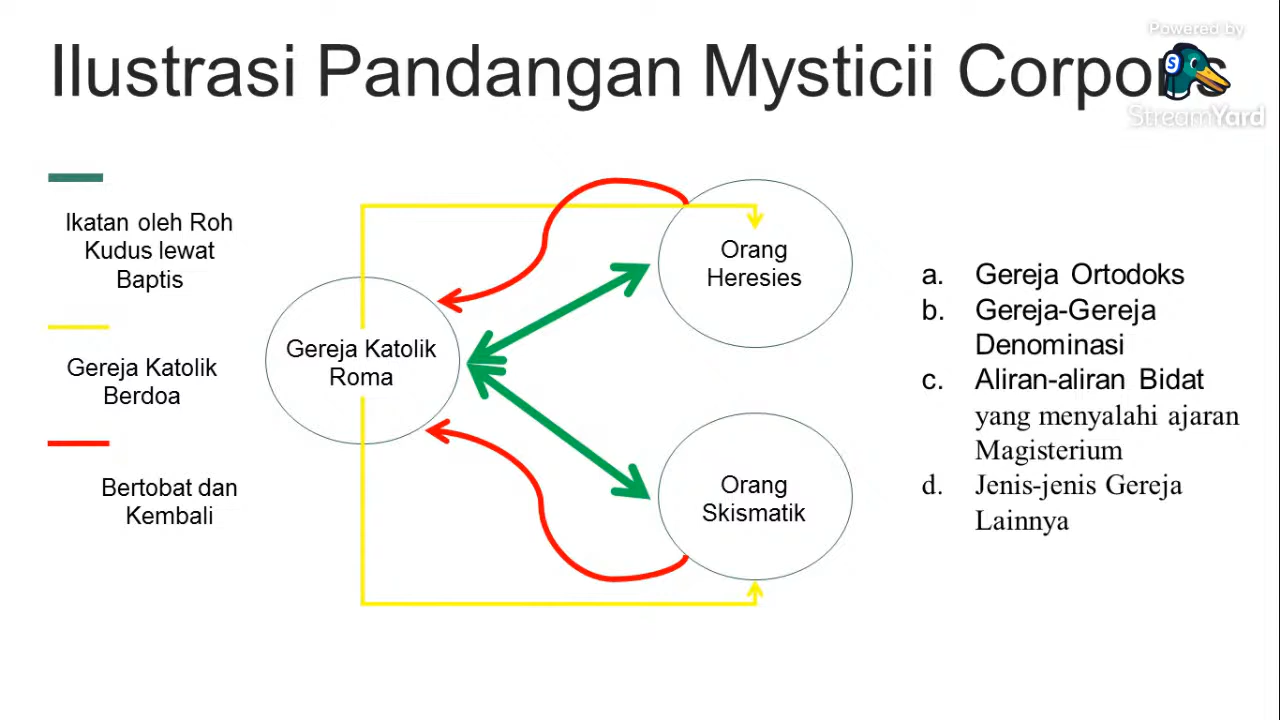 Powered by
Ilustrasi Pandangan Mysticii Corporis
StreamYard
Ikatan oleh Roh
Kudus lewat
Baptis
Gereja Katolik
Berdoa
Bertobat dan
Kembali
Gereja Katolik
Roma
Orang
Heresies
Orang
Skismatik
a. Gereja Ortodoks
b. Gereja-Gereja
Denominasi
c. Aliran-aliran Bidat
yang menyalahi ajaran
Magisterium
d. Jenis-jenis Gereja
Lainnya